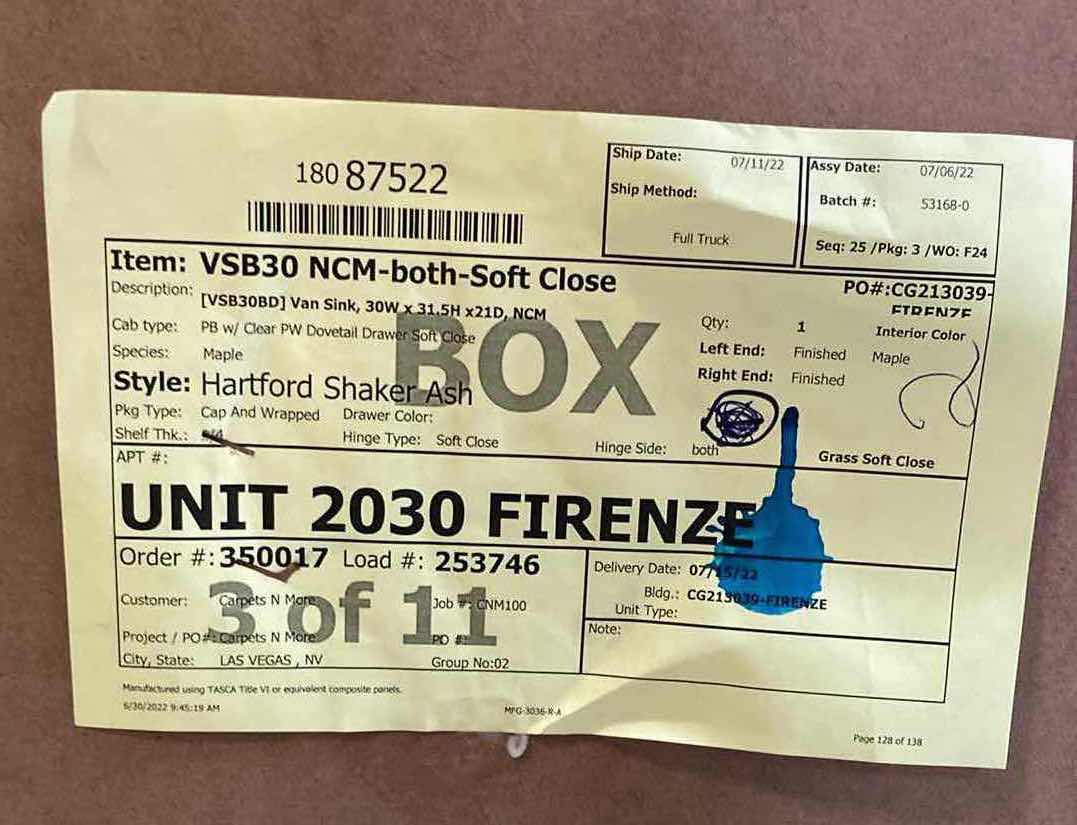 180 87522
Ship Date: 07/11/22
Ship Method:
Full Truck
Assy Date: 07/06/22
Batch #: 53168-0
Seq: 25 /Pkg: 3 /WO: F24
Item: VSB30 NCM-both-Soft Close
PO#:CG213039-
FIRENZE
Description: [VSB30BD] Van Sink, 30W x 31.5H x21D, NCM
Cab type: PB w/ Clear PW Dovetail Drawer Soft Close
Species: Maple
BOX
Qty: 1 Interior Color
Left End: Finished Maple
Right End: Finished
Style: Hartford Shaker Ash
Pkg Type: Cap And Wrapped Drawer Color:
Shelf Thk.: Hinge Type: Soft Close
Hinge Side: both Grass Soft Close
APT #:
UNIT 2030 FIRENZE
Order #: 350017 Load #: 253746
Customer: Carpets N More Job #: CNM100
3 of 11
Project / PO#: Carpets N More PO #:
City, State: LAS VEGAS , NV Group No:02
Delivery Date: 07/15/22
Bldg.: CG213039-FIRENZE
Unit Type:
Note:
Manufactured using TASCA Title VI or equivalent composite panels.
6/30/2022 9:45:19 AM MFG-3036-R-A Page 128 of 138